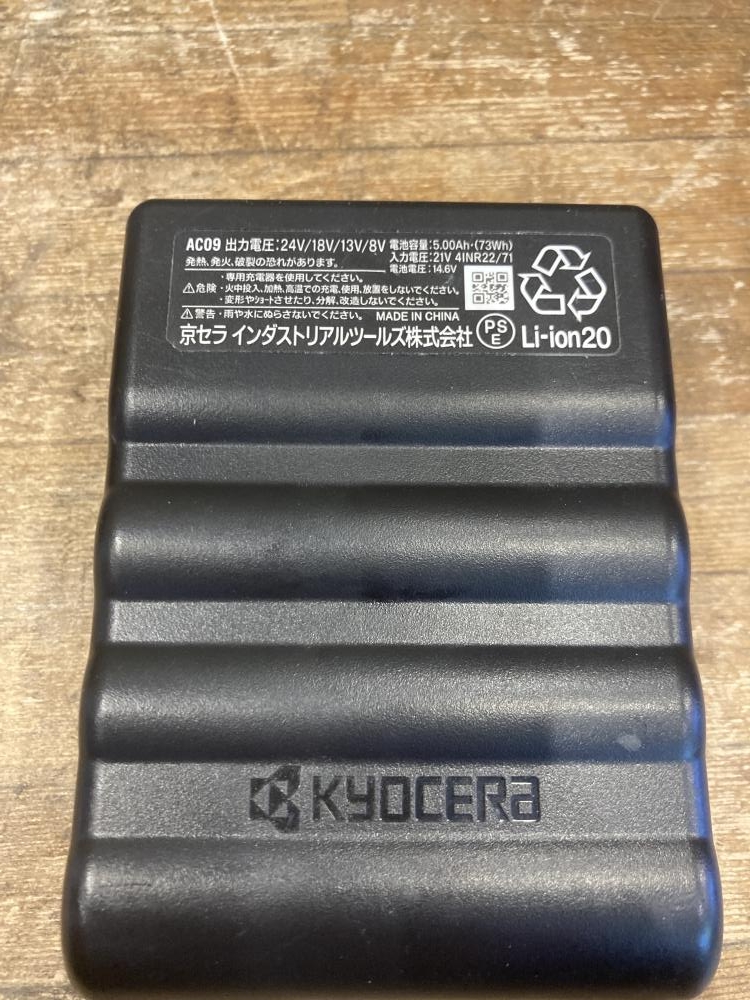 AC09 出力電圧:24V/18V/13V/8V 電池容量:5.00Ah・(73Wh)
発熱、発火、破裂の恐れがあります。 入力電圧:21V 4INR22/71
電池電圧:14.6V
・専用充電器を使用してください。
⚠危険・火中投入、加熱、高温での充電、使用、放置をしないでください。
・変形やショートさせたり、分解、改造しないでください。
⚠警告・雨や水にぬらさないでください。 MADE IN CHINA
京セラ インダストリアルツールズ株式会社 PSE Li-ion20
KYOCERA